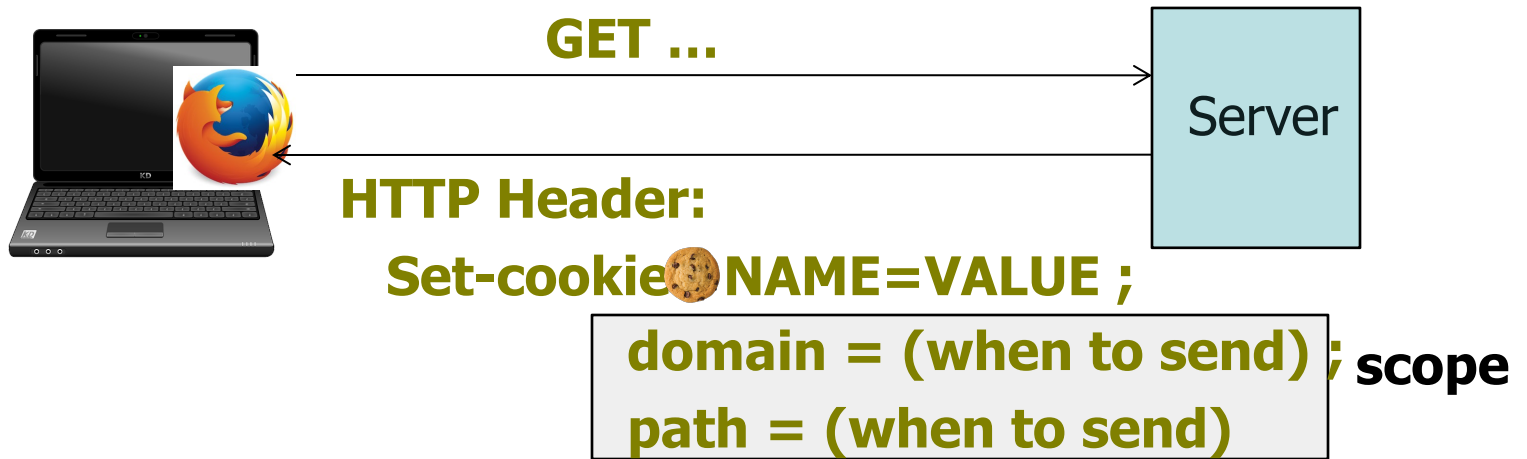 GET ...
Server
HTTP Header:
Set-cookie NAME=VALUE ;
domain = (when to send) ;
scope
path = (when to send)